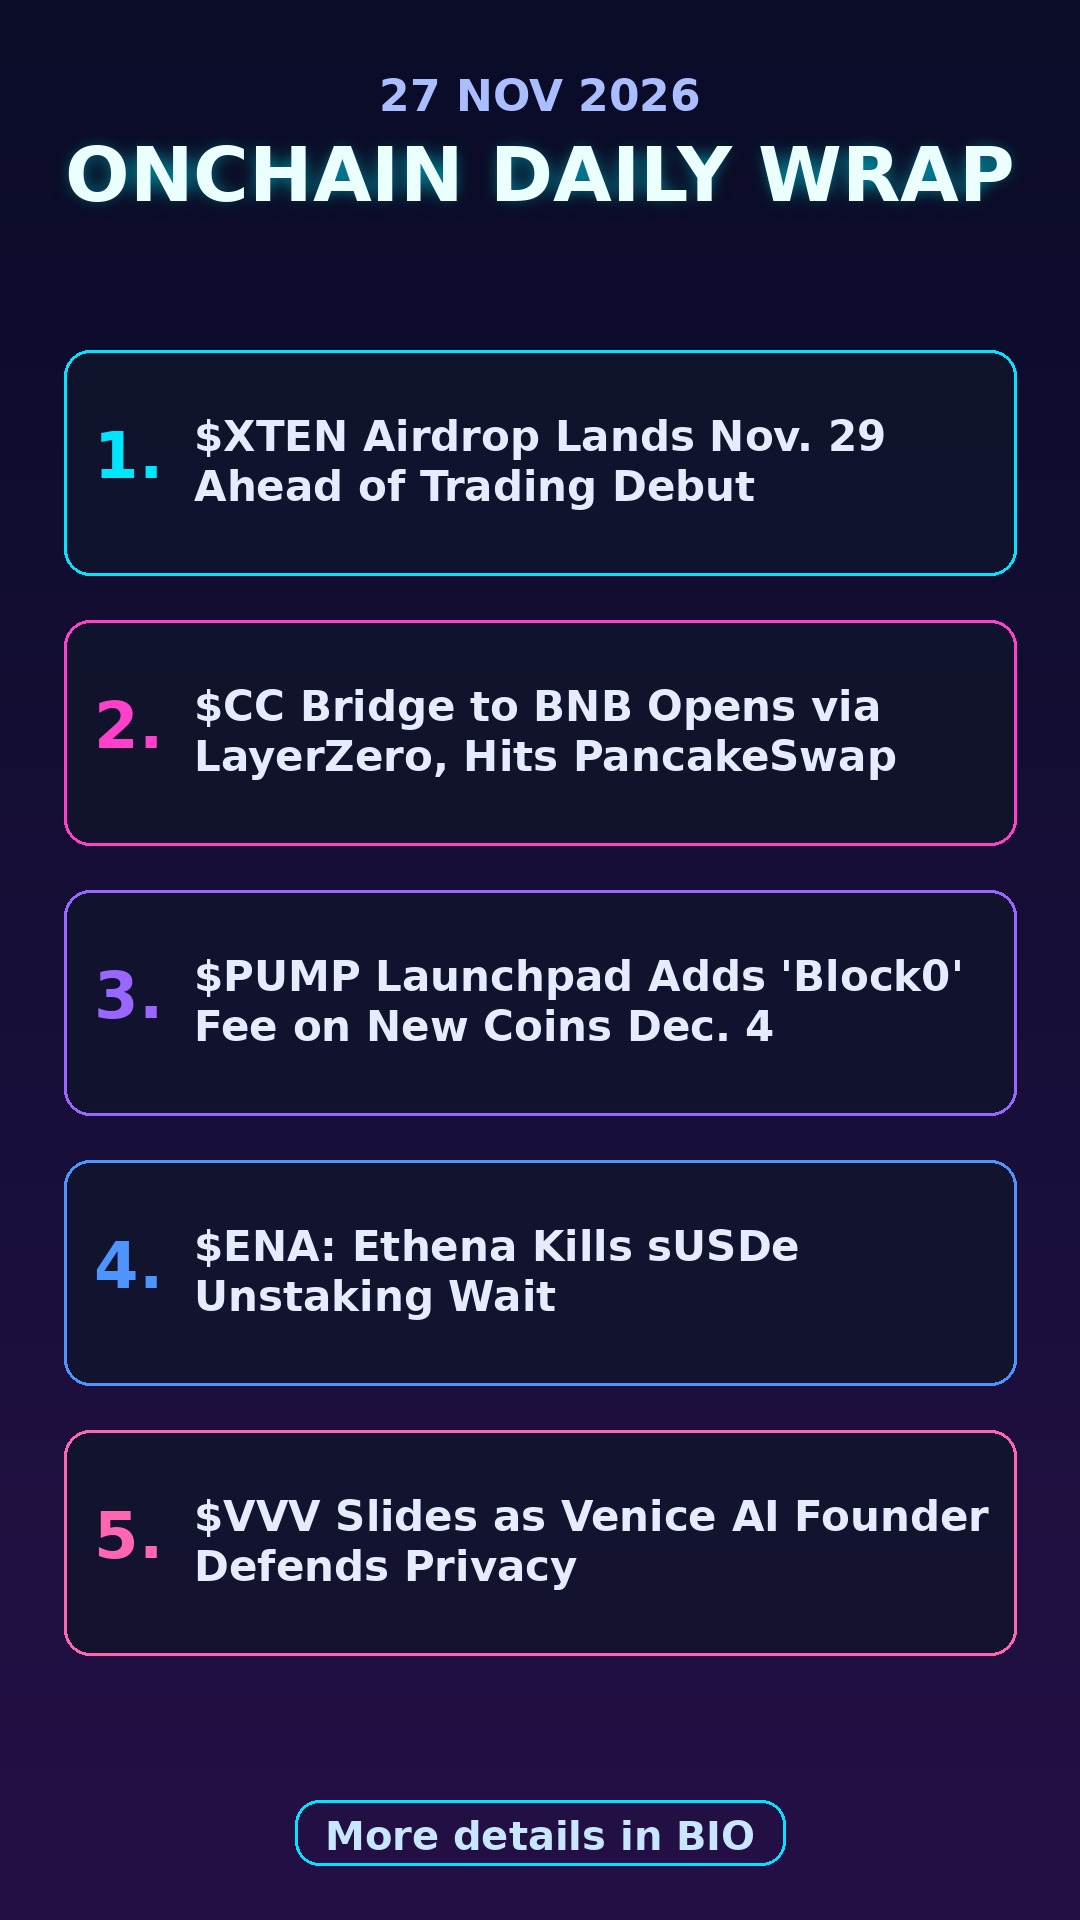 27 NOV 2026
ONCHAIN DAILY WRAP
1.
$XTEN Airdrop Lands Nov. 29
Ahead of Trading Debut
2.
$CC Bridge to BNB Opens via
LayerZero, Hits PancakeSwap
3.
$PUMP Launchpad Adds 'Block0'
Fee on New Coins Dec. 4
4.
$ENA: Ethena Kills sUSDe
Unstaking Wait
5.
$VVV Slides as Venice AI Founder
Defends Privacy
More details in BIO